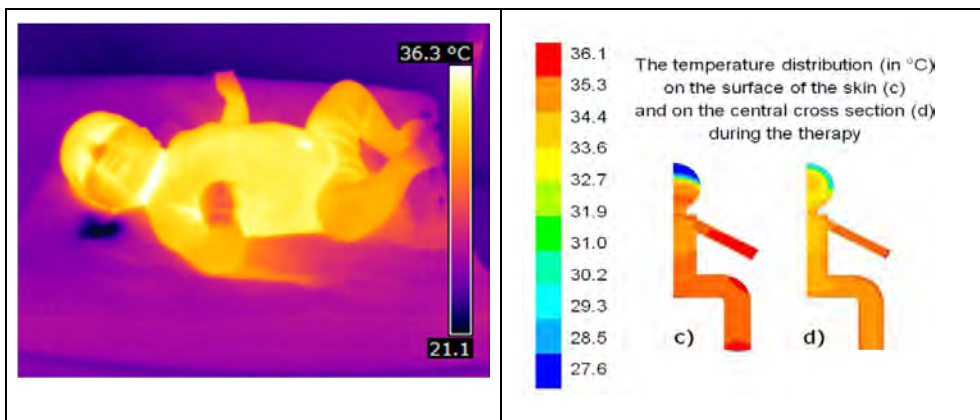 36.3 °C
21.1
36.1
35.3
34.4
33.6
32.7
31.9
31.0
30.2
29.3
28.5
27.6
The temperature distribution (in °C)
on the surface of the skin (c)
and on the central cross section (d)
during the therapy
c)
d)